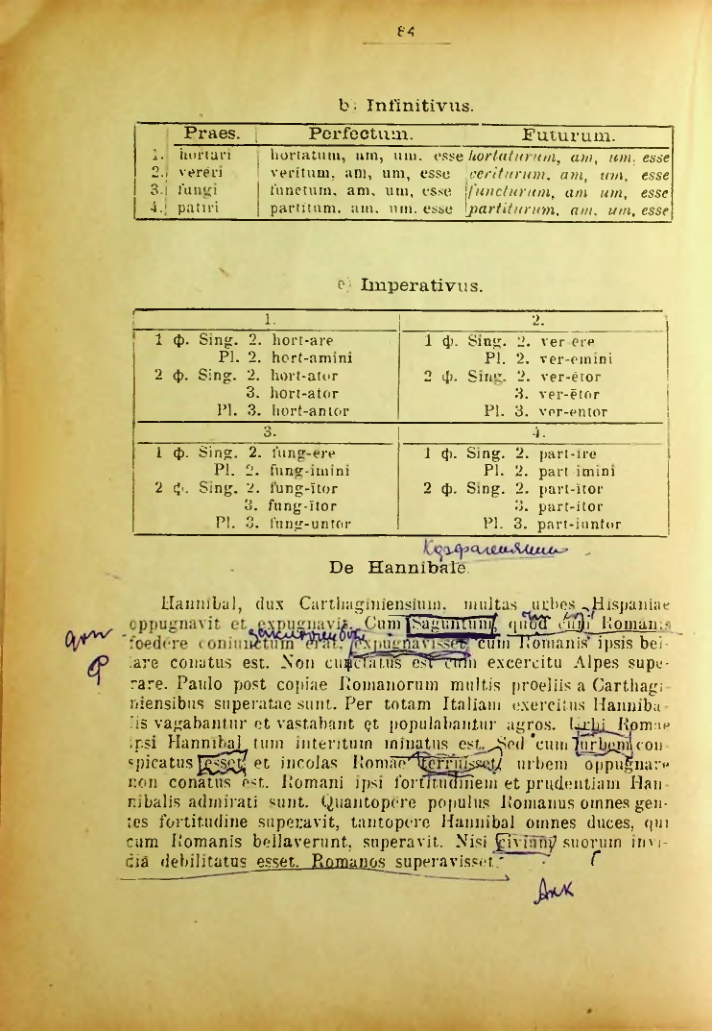 84
b) Infinitivus.
Praes. Perfectum. Futurum.
1. hortari hortatum, am, um. esse hortaturum, am, um. esse
2. vereri veritum, am, um, esse veriturum, am, um, esse
3. fungi functum. am. um, esse functurum, am um, esse
4. patiri partitum. am. um. esse partiturum. am. um, esse
c) Imperativus.
1. 2.
1 ф. Sing. 2. hort-are 1 ф. Sing. 2. ver ere
Pl. 2. hort-amini Pl. 2. ver-emini
2 ф. Sing. 2. hort-ator 2 ф. Sing. 2. ver-ētor
3. hort-ator 3. ver-ētor
Pl. 3. hort-antor Pl. 3. ver-entor
3. 4.
1 ф. Sing. 2. fung-ere 1 ф. Sing. 2. part-ire
Pl. 2. fung-imini Pl. 2. part imini
2 ф. Sing. 2. fung-ĭtor 2 ф. Sing. 2. part-ītor
3. fung-ĭtor 3. part-ītor
Pl. 3. fung-untor Pl. 3. part-iuntor
De Hannibale.
Hannibal, dux Carthaginiensium, multas urbes Hispaniae
oppugnavit et expugnavit. Cum Saguntum, quod cum Romanis
foedere coniunctum erat, expugnavisset, cum Romanis ipsis bel-
lare conatus est. Non cunctatus est cum excercitu Alpes supe-
rare. Paulo post copiae Romanorum multis proeliis a Carthagi-
niensibus superatae sunt. Per totam Italiam exercitus Hanniba-
lis vagabantur et vastabant et populabantur agros. Urbi Romae
ipsi Hannibal tum interitum minatus est. Sed cum urbem con-
spicatus esset et incolas Romae terruisset, urbem oppugnare
non conatus est. Romani ipsi fortitudinem et prudentiam Han-
nibalis admirati sunt. Quantopere populus Romanus omnes gen-
tes fortitudine superavit, tantopere Hannibal omnes duces, qui
cum Romanis bellaverunt, superavit. Nisi civium suorum invi-
diā debilitatus esset. Romanos superavisset.